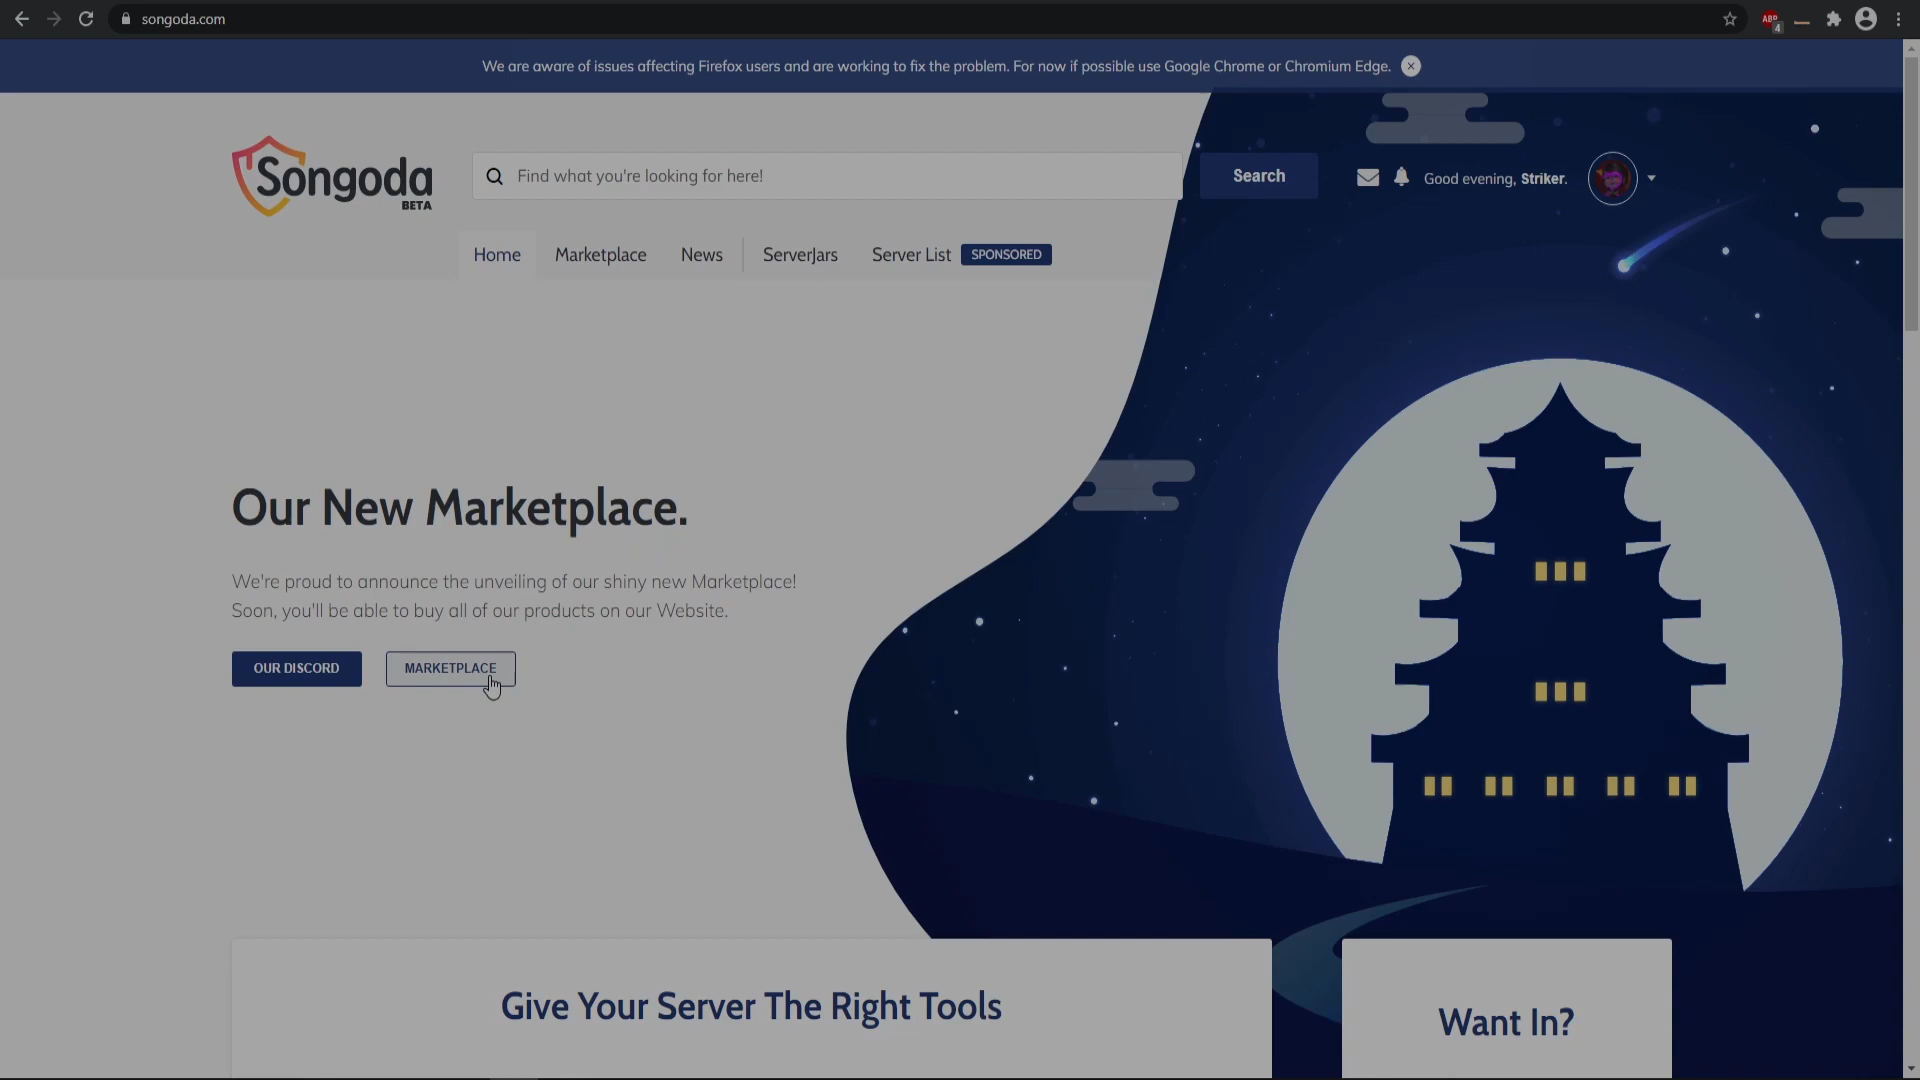 songoda.com
ABP
4
We are aware of issues affecting Firefox users and are working to fix the problem. For now if possible use Google Chrome or Chromium Edge.
Songoda
BETA
Find what you're looking for here!
Search
Good evening, Striker.
Home
Marketplace
News
ServerJars
Server List
SPONSORED
Our New Marketplace.
We're proud to announce the unveiling of our shiny new Marketplace!
Soon, you'll be able to buy all of our products on our Website.
OUR DISCORD
MARKETPLACE
Give Your Server The Right Tools
Want In?